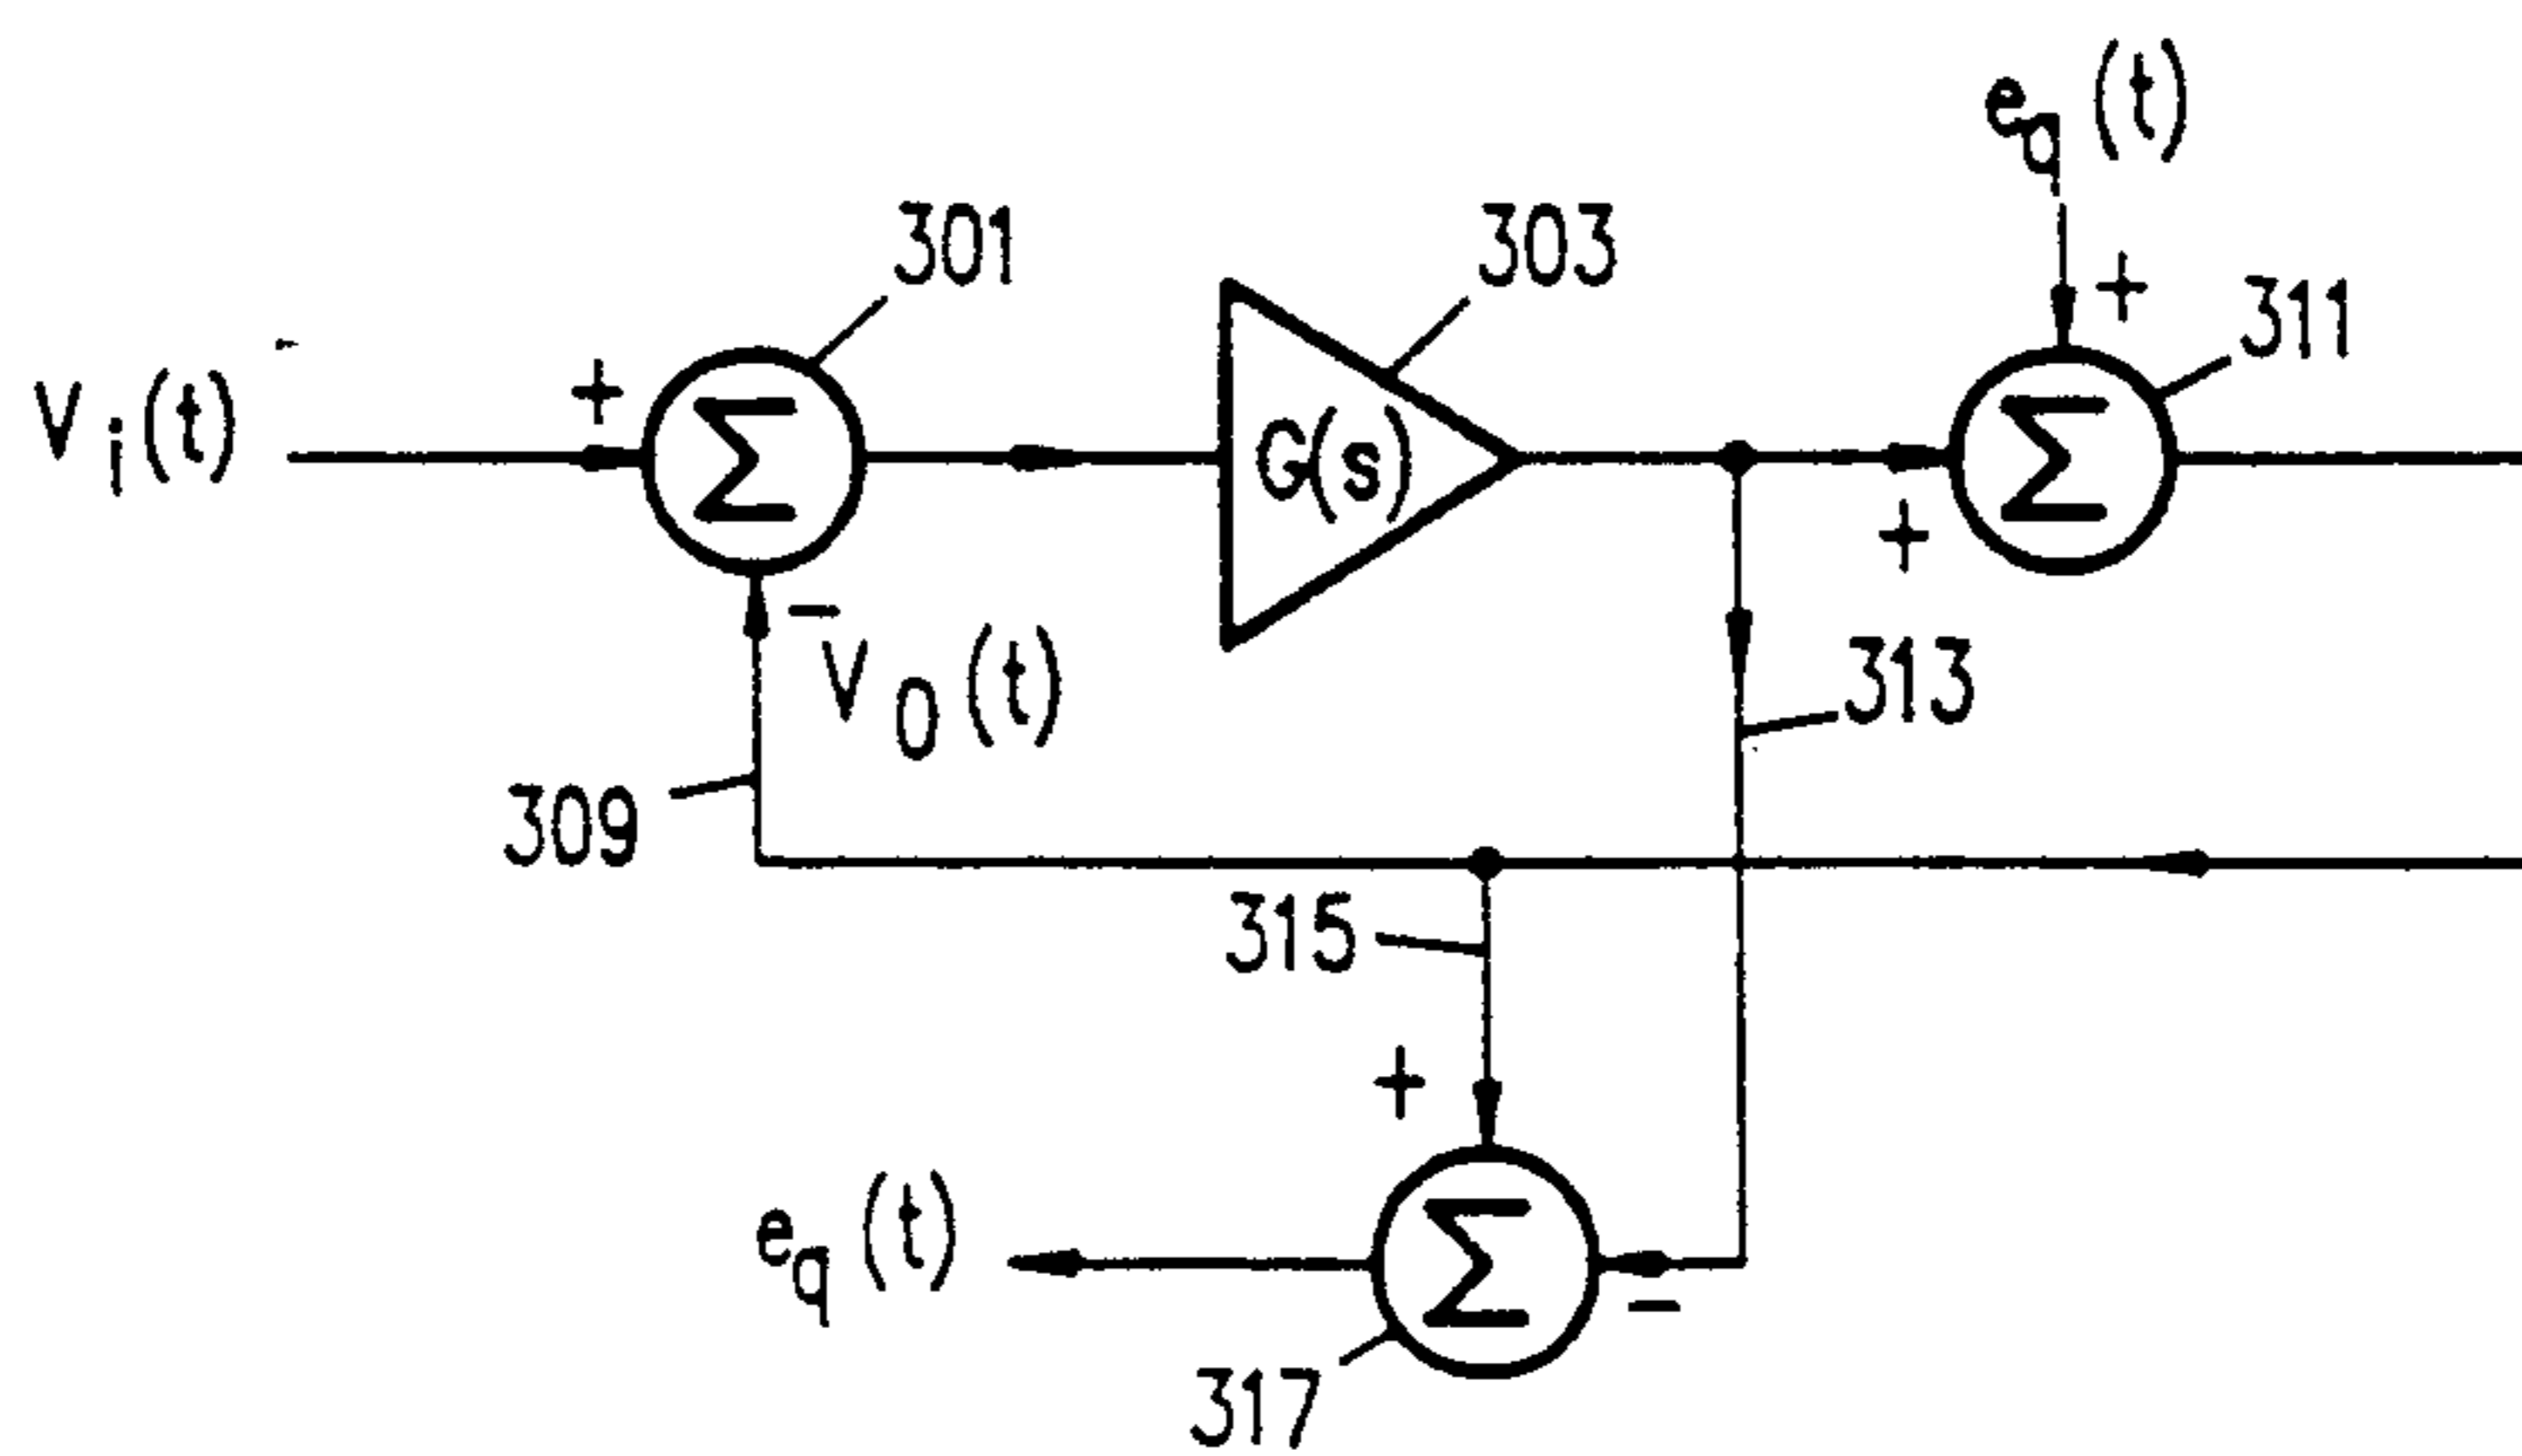 e_q(t)
301
303
311
+
+
V_i(t)
Σ
G(s)
Σ
+
-
V_0(t)
313
309
315
+
e_q(t)
Σ
-
317